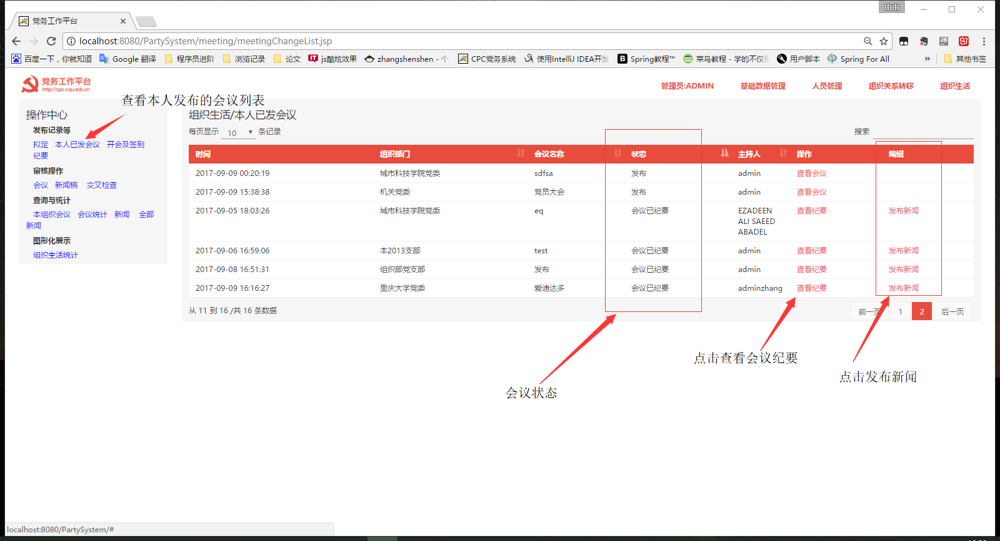 申申
党务工作平台
localhost:8080/PartySystem/meeting/meetingChangeList.jsp
百度一下，你就知道 Google 翻译 程序员进阶 浏览记录 论文 js酷炫效果 zhangshenshen - 个 CPC党务系统 使用IntelliJ IDEA开发 Spring教程™ 菜鸟教程 - 学的不仅是 用户脚本 Spring For All » 其他书签
党务工作平台
http://cpc.cqu.edu.cn
管理员:ADMIN 基础数据管理 人员管理 组织关系转移 组织生活
查看本人发布的会议列表
操作中心
发布记录等
拟定 本人已发会议 开会及签到
纪要
审核操作
会议 新闻稿 交叉检查
查询与统计
本组织会议 会议统计 新闻 全部
新闻
图形化展示
组织生活统计
组织生活/本人已发会议
每页显示 10 条记录 搜索
时间 组织部门 会议名称 状态 主持人 操作 编辑
2017-09-09 00:20:19 城市科技学院党委 sdfsa 发布 admin 查看会议
2017-09-09 15:38:38 机关党委 党员大会 发布 admin 查看会议
2017-09-05 18:03:26 城市科技学院党委 eq 会议已纪要 EZADEEN 查看纪要 发布新闻
ALI SAEED
ABADEL
2017-09-06 16:59:06 本2013支部 test 会议已纪要 admin 查看纪要 发布新闻
2017-09-08 16:51:31 组织部党支部 发布 会议已纪要 admin 查看纪要 发布新闻
2017-09-09 16:16:27 重庆大学党委 爱迪达多 会议已纪要 adminzhang 查看纪要 发布新闻
从 11 到 16 /共 16 条数据 前一页 1 2 后一页
点击查看会议纪要
点击发布新闻
会议状态
localhost:8080/PartySystem/#